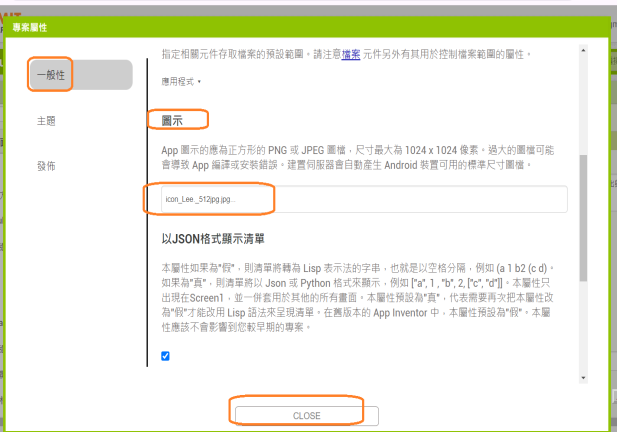 專案屬性
一般性
主題
發佈
指定相關元件存取檔案的預設範圍。請注意檔案 元件另外有其用於控制檔案範圍的屬性。
應用程式
圖示
App 圖示的應為正方形的 PNG 或 JPEG 圖檔，尺寸最大為 1024 x 1024 像素。過大的圖檔可能
會導致 App 編譯或安裝錯誤。建置伺服器會自動產生 Android 裝置可用的標準尺寸圖檔。
icon_Lee _512jpg.jpg...
以JSON格式顯示清單
本屬性如果為"假"，則清單將轉為 Lisp 表示法的字串，也就是以空格分隔，例如 (a 1 b2 (c d)。
如果為"真"，則清單將以 Json 或 Python 格式來顯示，例如 ["a", 1 , "b", 2, ["c", "d"]]。本屬性只
出現在Screen1，並一併套用於其他的所有畫面。本屬性預設為"真"，代表需要再次把本屬性改
為"假"才能改用 Lisp 語法來呈現清單。在舊版本的 App Inventor 中，本屬性預設為"假"。本屬
性應該不會影響到您較早期的專案。
CLOSE